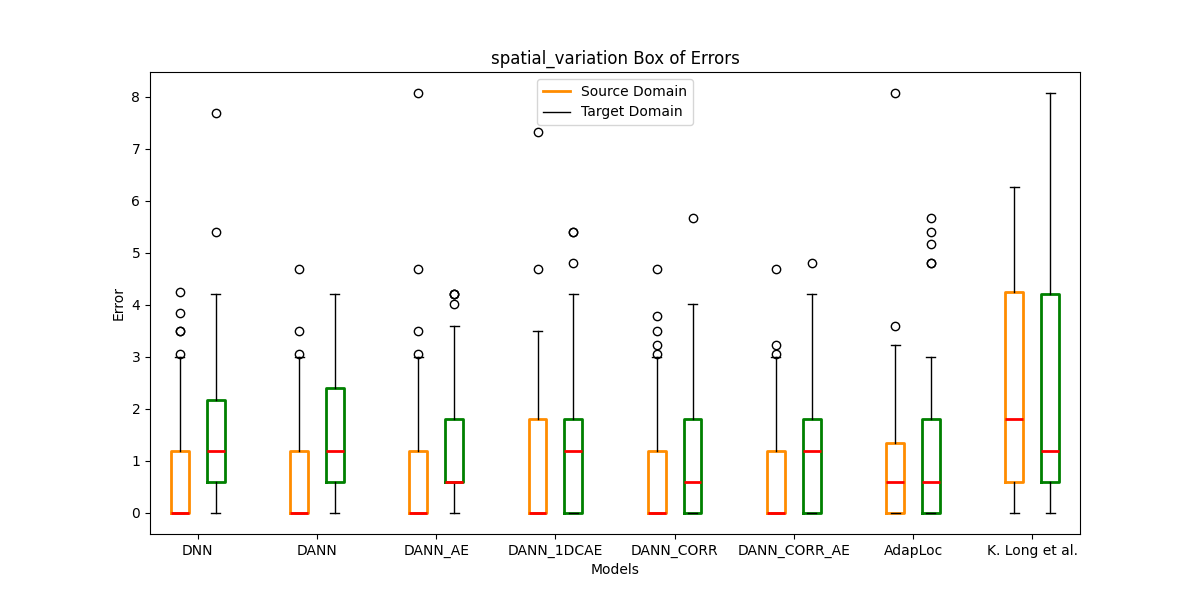 spatial_variation Box of Errors
Source Domain
Target Domain
Error
8
7
6
5
4
3
2
1
0
DNN DANN DANN_AE DANN_1DCAE DANN_CORR DANN_CORR_AE AdapLoc K. Long et al.
Models